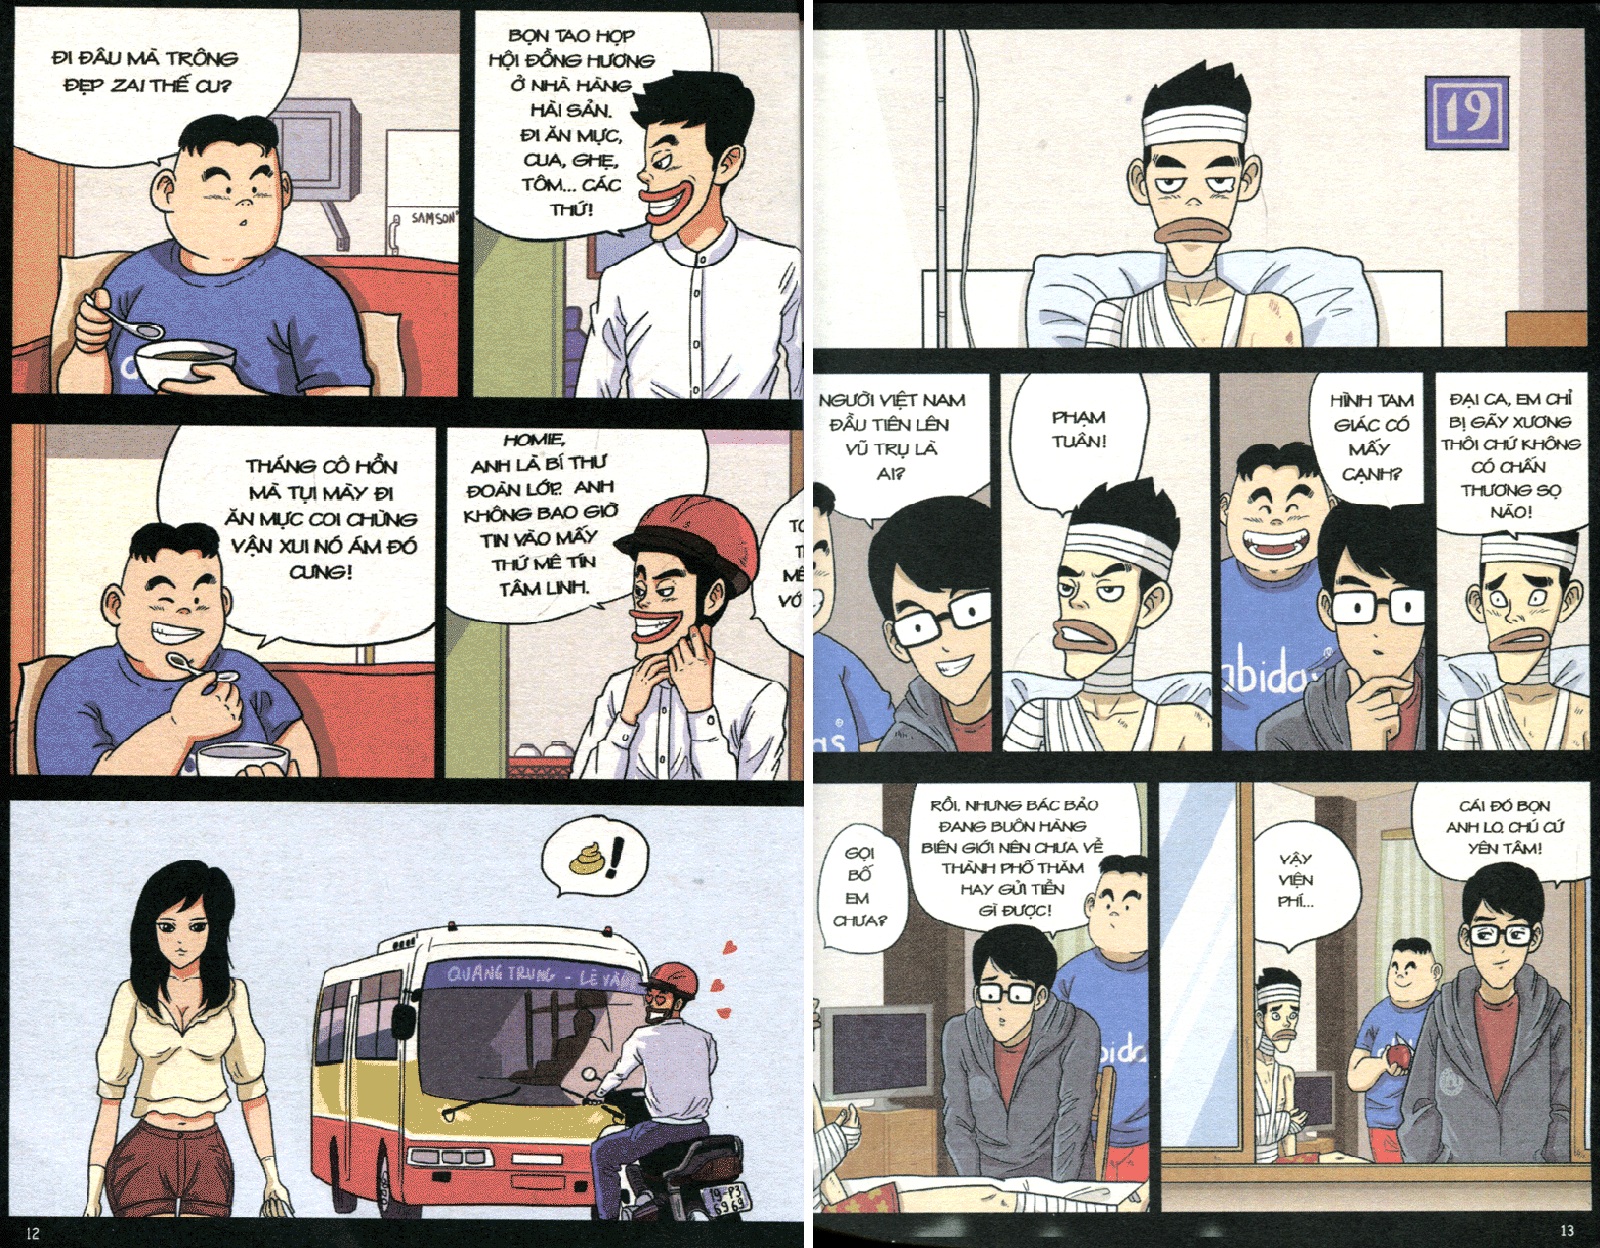 ĐI ĐÂU MÀ TRÔNG
ĐẸP ZAI THẾ CU?
SAMSON
BỌN TAO HỌP
HỘI ĐỒNG HƯƠNG
Ở NHÀ HÀNG
HẢI SẢN.
ĐI ĂN MỰC,
CUA, GHẸ,
TÔM... CÁC
THỨ!
THÁNG CÔ HỒN
MÀ TỤI MÀY ĐI
ĂN MỰC COI CHỪNG
VẬN XUI NÓ ÁM ĐÓ
CƯNG!
HOMIE,
ANH LÀ BÍ THƯ
ĐOÀN LỚP. ANH
KHÔNG BAO GIỜ
TIN VÀO MẤY
THỨ MÊ TÍN
TÂM LINH.
QUANG TRUNG - LÊ VĂN
19-P3
6969
12
19
NGƯỜI VIỆT NAM
ĐẦU TIÊN LÊN
VŨ TRỤ LÀ
AI?
as
PHẠM
TUÂN!
HÌNH TAM
GIÁC CÓ
MẤY
CẠNH?
abidas
ĐẠI CA, EM CHỈ
BỊ GÃY XƯƠNG
THÔI CHỨ KHÔNG
CÓ CHẤN
THƯƠNG SỌ
NÃO!
GỌI
BỐ
EM
CHƯA?
RỒI. NHƯNG BÁC BẢO
ĐANG BUÔN HÀNG
BIÊN GIỚI NÊN CHƯA VỀ
THÀNH PHỐ THĂM
HAY GỬI TIỀN
GÌ ĐƯỢC!
bida
VẬY
VIỆN
PHÍ...
CÁI ĐÓ BỌN
ANH LO. CHÚ CỨ
YÊN TÂM!
13